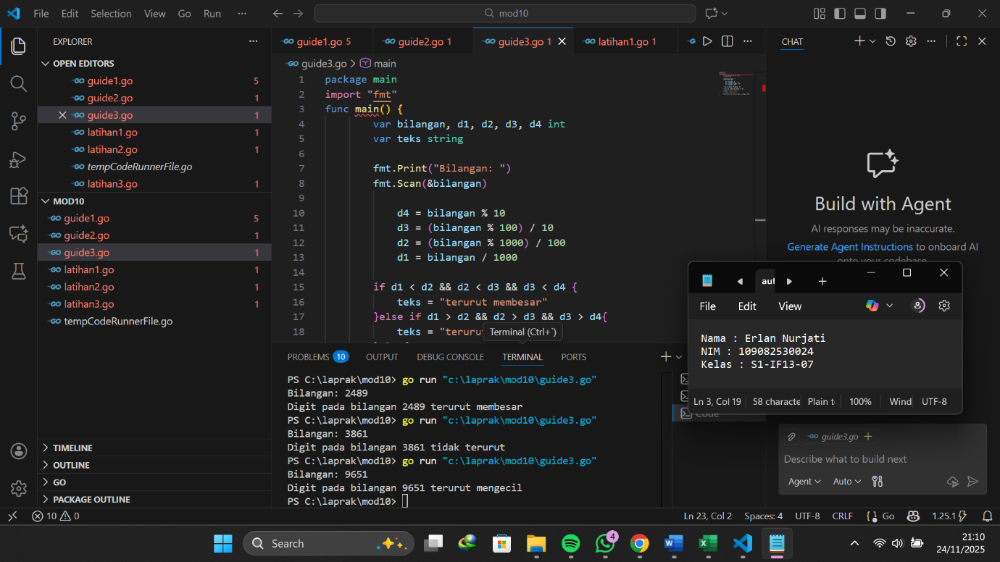 File Edit Selection View Go Run ··· mod10
EXPLORER ···
OPEN EDITORS
guide1.go 5
guide2.go 1
guide3.go 1
latihan1.go 1
latihan2.go 1
tempCodeRunnerFile.go
latihan3.go 1
MOD10
guide1.go 5
guide2.go 1
guide3.go 1
latihan1.go 1
latihan2.go 1
latihan3.go 1
tempCodeRunnerFile.go
TIMELINE
OUTLINE
GO
PACKAGE OUTLINE
guide1.go 5 guide2.go 1 guide3.go 1 latihan1.go 1
guide3.go > main
1 package main
2 import "fmt"
3 func main() {
4 var bilangan, d1, d2, d3, d4 int
5 var teks string
6
7 fmt.Print("Bilangan: ")
8 fmt.Scan(&bilangan)
9
10 d4 = bilangan % 10
11 d3 = (bilangan % 100) / 10
12 d2 = (bilangan % 1000) / 100
13 d1 = bilangan / 1000
14
15 if d1 < d2 && d2 < d3 && d3 < d4 {
16 teks = "terurut membesar"
17 }else if d1 > d2 && d2 > d3 && d3 > d4{
18 teks = "teruru
Terminal (Ctrl+`)
PROBLEMS 10 OUTPUT DEBUG CONSOLE TERMINAL PORTS
PS C:\laprak\mod10> go run "c:\laprak\mod10\guide3.go"
Bilangan: 2489
Digit pada bilangan 2489 terurut membesar
PS C:\laprak\mod10> go run "c:\laprak\mod10\guide3.go"
Bilangan: 3861
Digit pada bilangan 3861 tidak terurut
PS C:\laprak\mod10> go run "c:\laprak\mod10\guide3.go"
Bilangan: 9651
Digit pada bilangan 9651 terurut mengecil
PS C:\laprak\mod10>
CHAT
Build with Agent
AI responses may be inaccurate.
Generate Agent Instructions to onboard AI
onto your codebase.
aut
File Edit View
Nama : Erlan Nurjati
NIM : 109082530024
Kelas : S1-IF13-07
Ln 3, Col 19 58 characte Plain t 100% Wind UTF-8
Code
guide3.go
Describe what to build next
Agent Auto
10 0 Ln 23, Col 2 Spaces: 4 UTF-8 CRLF Go 1.25.1
Search 4 21:10
24/11/2025